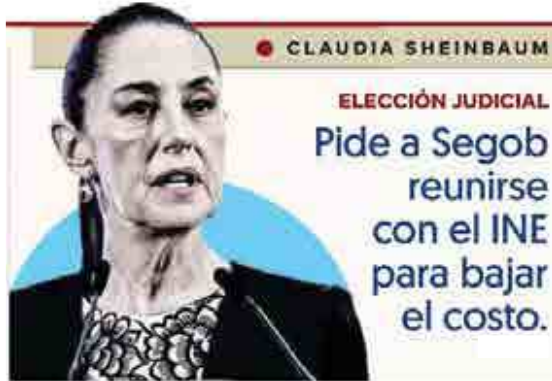 CLAUDIA SHEINBAUM
ELECCIÓN JUDICIAL
Pide a Segob
reunirse
con el INE
para bajar
el costo.